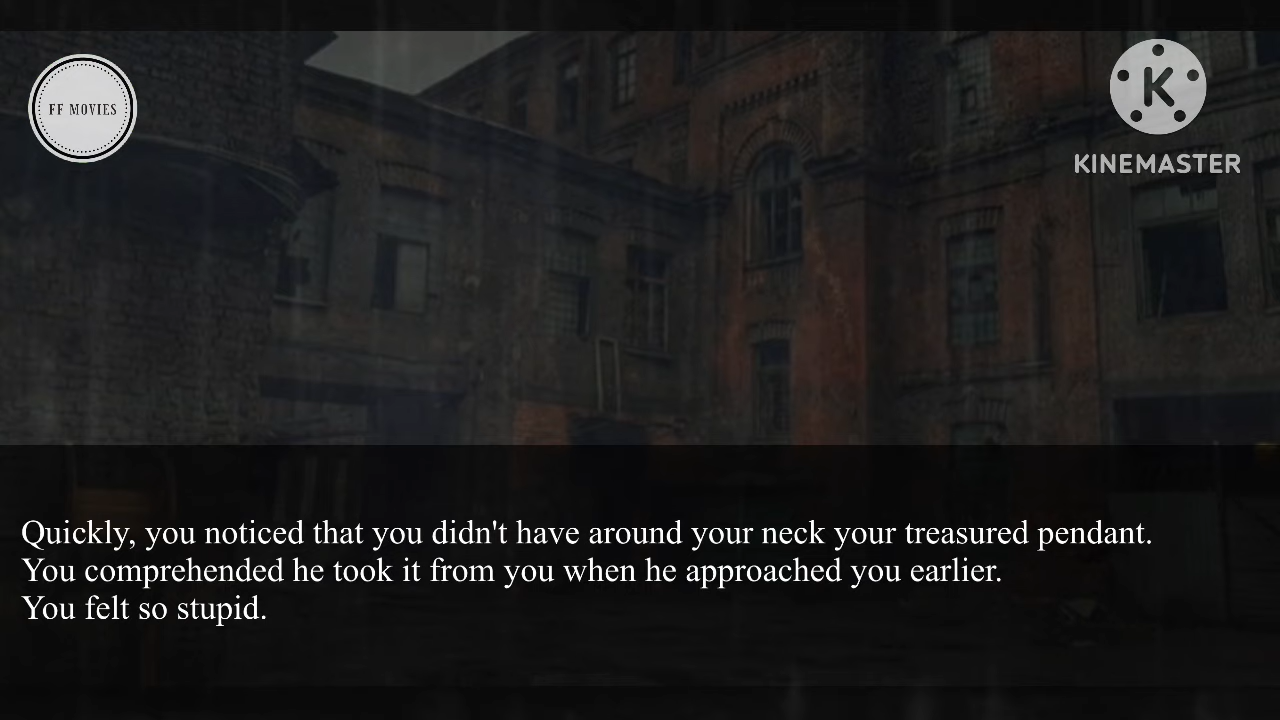 FF MOVIES
K
KINEMASTER
Quickly, you noticed that you didn't have around your neck your treasured pendant.
You comprehended he took it from you when he approached you earlier.
You felt so stupid.